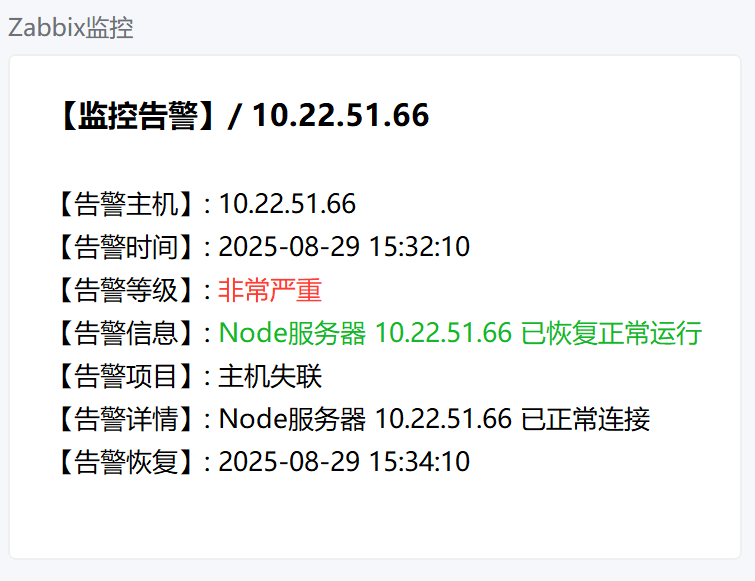 Zabbix监控
【监控告警】/ 10.22.51.66
【告警主机】: 10.22.51.66
【告警时间】: 2025-08-29 15:32:10
【告警等级】: 非常严重
【告警信息】: Node服务器 10.22.51.66 已恢复正常运行
【告警项目】: 主机失联
【告警详情】: Node服务器 10.22.51.66 已正常连接
【告警恢复】: 2025-08-29 15:34:10